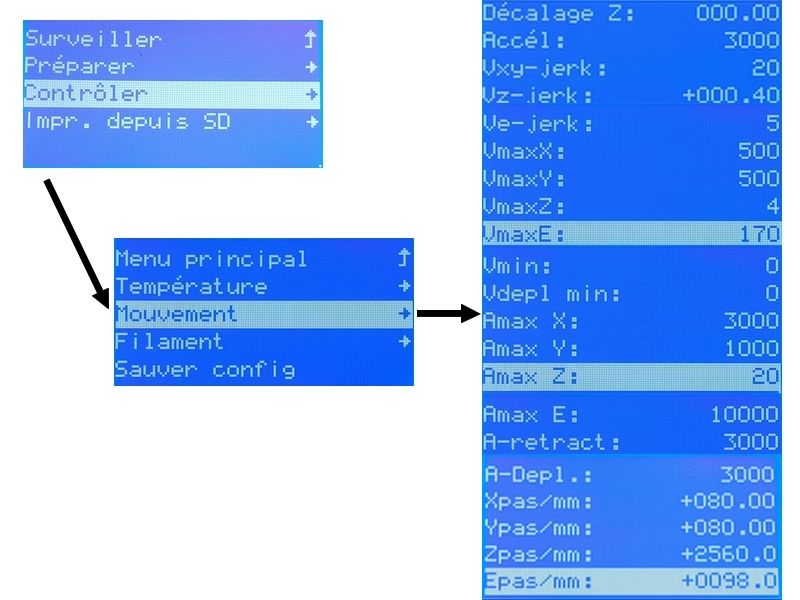 Surveiller
Préparer
Contrôler
Impr. depuis SD
Menu principal
Température
Mouvement
Filament
Sauver config
Décalage Z: 000.00
Accél: 3000
Vxy-jerk: 20
Vz-jerk: +000.40
Ve-jerk: 5
VmaxX: 500
VmaxY: 500
VmaxZ: 4
VmaxE: 170
Vmin: 0
Vdepl min: 0
Amax X: 3000
Amax Y: 1000
Amax Z: 20
Amax E: 10000
A-retract: 3000
A-Depl.: 3000
Xpas/mm: +080.00
Ypas/mm: +080.00
Zpas/mm: +2560.0
Epas/mm: +0098.0